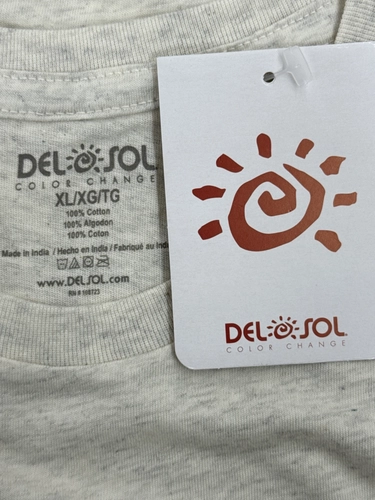 DEL SOL
COLOR CHANGE
XL/XG/TG
100% Cotton
100% Algodon
100% Coton
Made in India / Hecho en India / Fabriqué au
www.DELSOL.com
DEL SOL
COLOR CHANGE